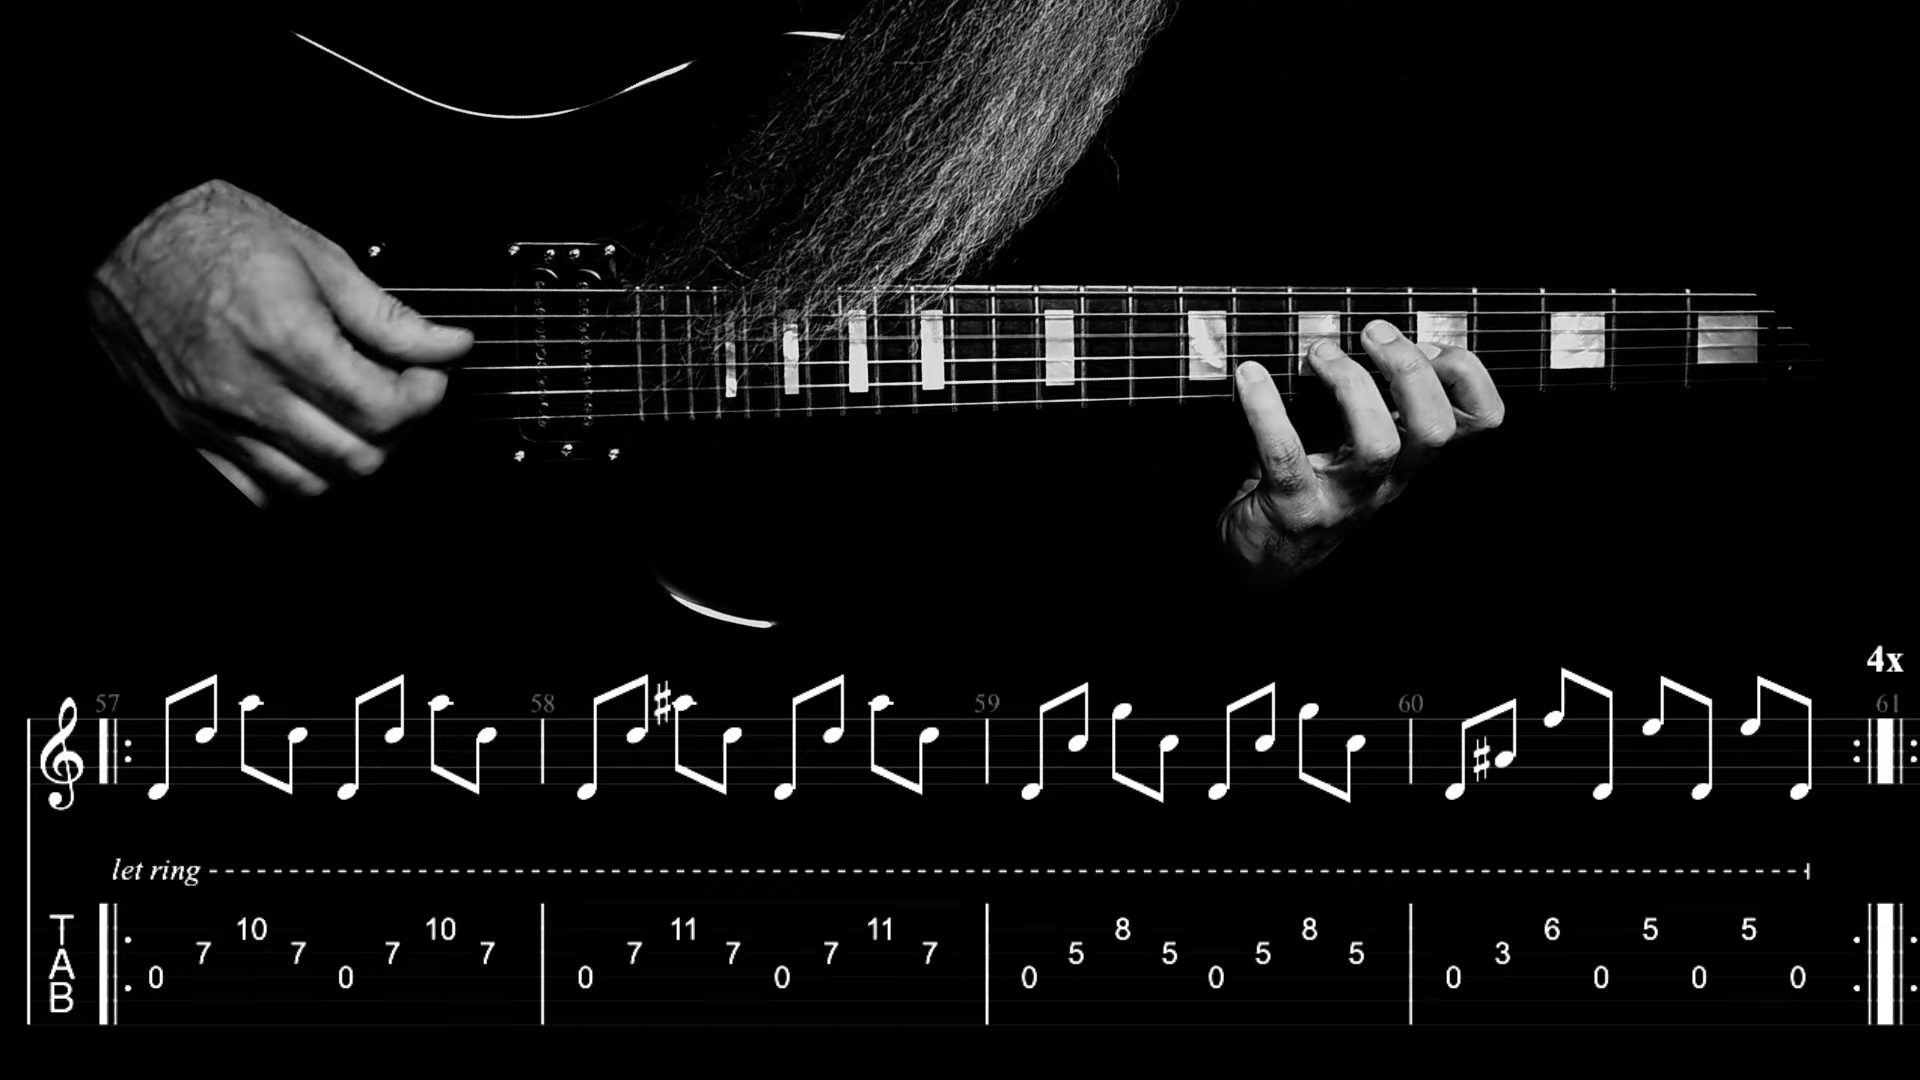 4x
57 58 59 60 61
let ring
T 10 10 11 11 8 8 6 5 5
A 7 7 7 7 7 7 7 7 5 5 5 5 3
B 0 0 0 0 0 0 0 0 0 0